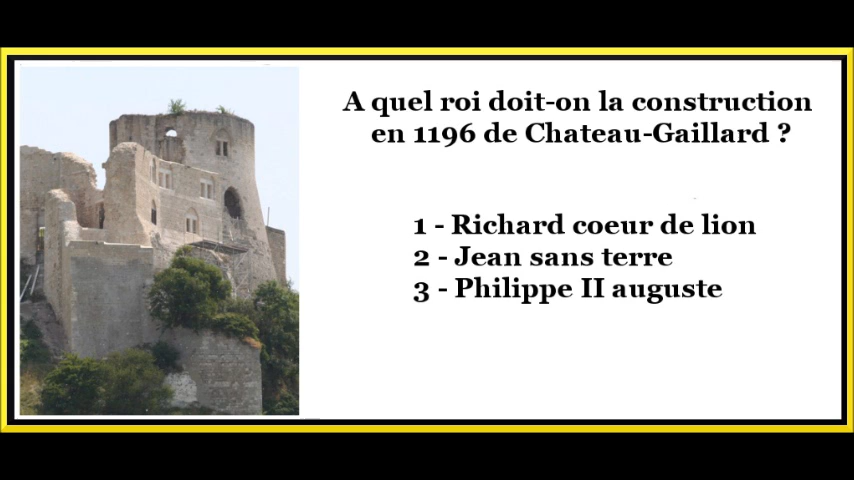 A quel roi doit-on la construction
en 1196 de Chateau-Gaillard ?
1 - Richard coeur de lion
2 - Jean sans terre
3 - Philippe II auguste